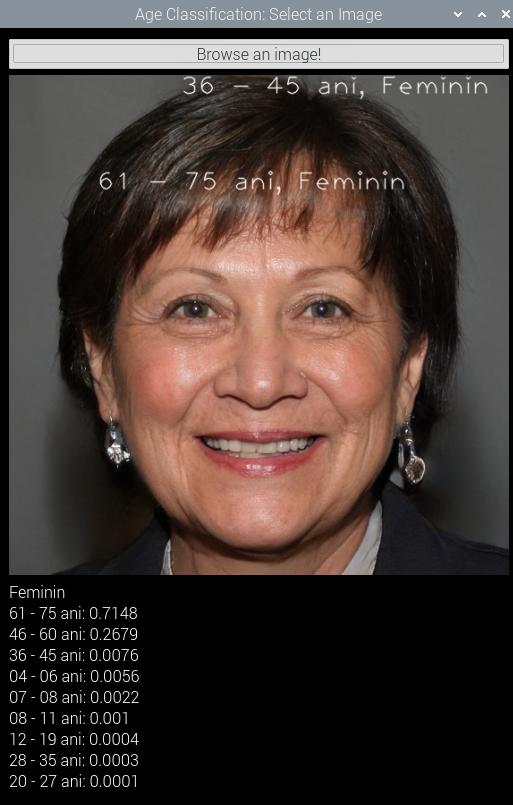 Age Classification: Select an Image
Browse an image!
36 - 45 ani, Feminin
61 - 75 ani, Feminin
Feminin
61 - 75 ani: 0.7148
46 - 60 ani: 0.2679
36 - 45 ani: 0.0076
04 - 06 ani: 0.0056
07 - 08 ani: 0.0022
08 - 11 ani: 0.001
12 - 19 ani: 0.0004
28 - 35 ani: 0.0003
20 - 27 ani: 0.0001